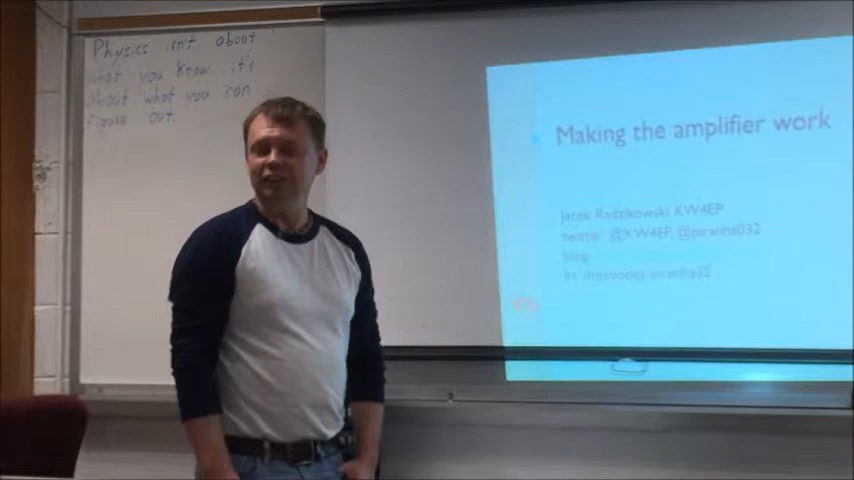 Physics isn't about
what you know. it's
about what you can
figure out.
Making the amplifier work
Jacek Radzikowski KW4EP
twitter: @KW4EP, @piranha032
blog:
irc (freenode): piranha32